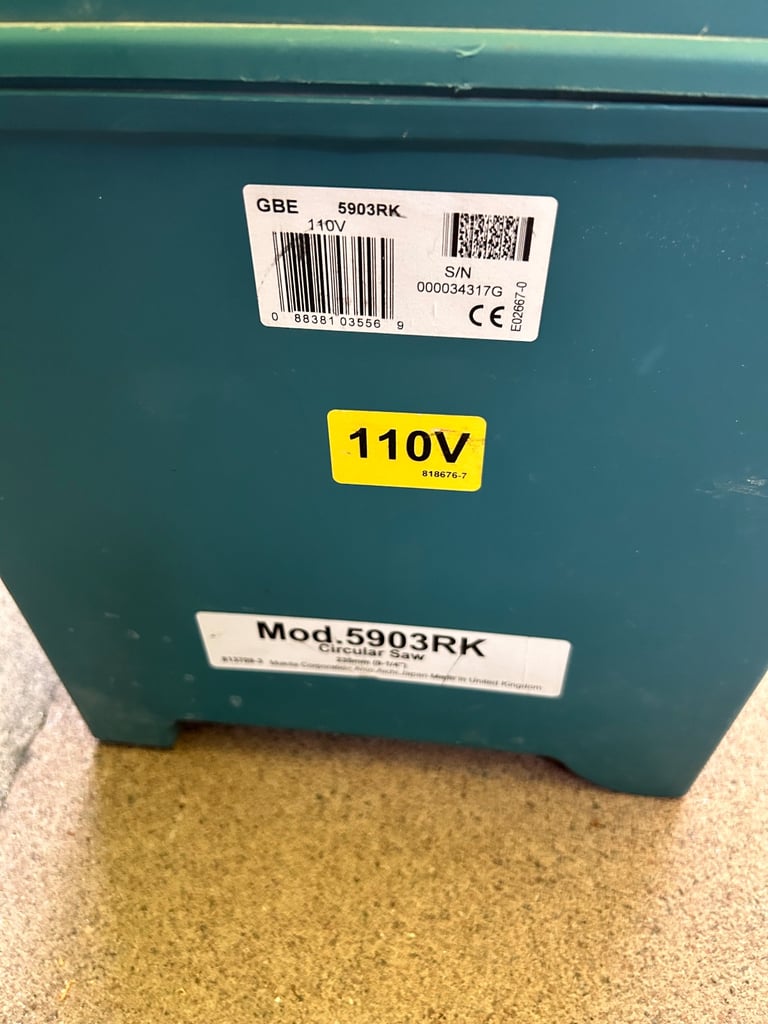 GBE 5903RK
110V
0 88381 03556 9
S/N
000034317G
CE
E02667-0
110V
818676-7
Mod.5903RK
Circular Saw
235mm (9-1/4")
Makita Corporation Anjo, Aichi, Japan Made in United Kingdom